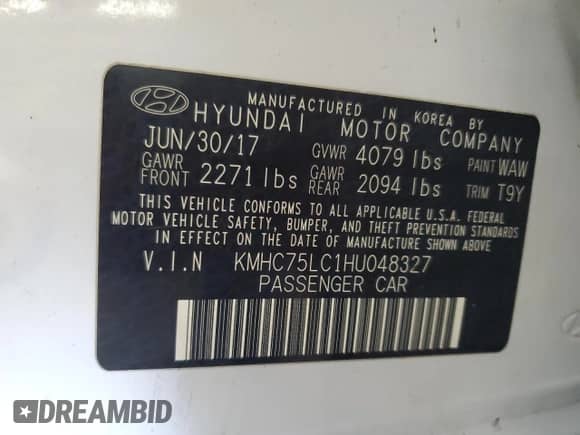 MANUFACTURED IN KOREA BY
HYUNDAI MOTOR COMPANY
JUN/30/17 GVWR 4079 lbs PAINT WAW
GAWR FRONT 2271 lbs GAWR REAR 2094 lbs TRIM T9Y
THIS VEHICLE CONFORMS TO ALL APPLICABLE U.S.A. FEDERAL
MOTOR VEHICLE SAFETY, BUMPER, AND THEFT PREVENTION STANDARDS
IN EFFECT ON THE DATE OF MANUFACTURE SHOWN ABOVE.
V.I.N KMHC75LC1HU048327
PASSENGER CAR
DREAMBID